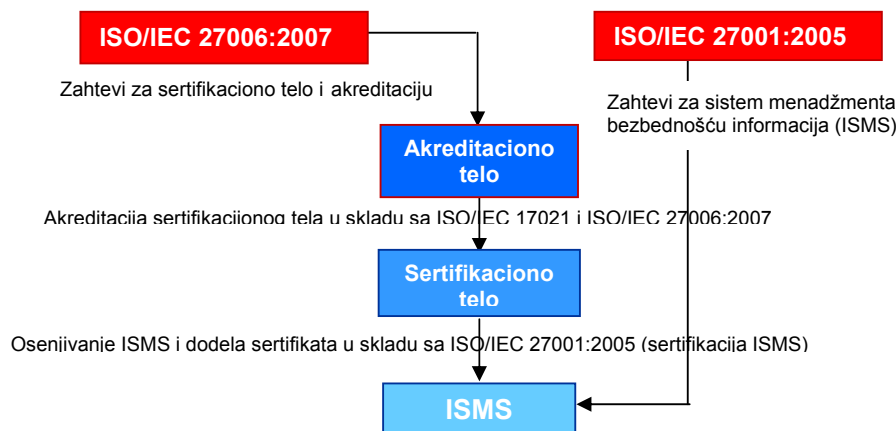 ISO/IEC 27006:2007
ISO/IEC 27001:2005
Zahtevi za sertifikaciono telo i akreditaciju
Zahtevi za sistem menadžmenta
bezbednošću informacija (ISMS)
Akreditaciono
telo
Akreditacija sertifikacijonog tela u skladu sa ISO/IEC 17021 i ISO/IEC 27006:2007
Sertifikaciono
telo
Osenjivanje ISMS i dodela sertifikata u skladu sa ISO/IEC 27001:2005 (sertifikacija ISMS)
ISMS